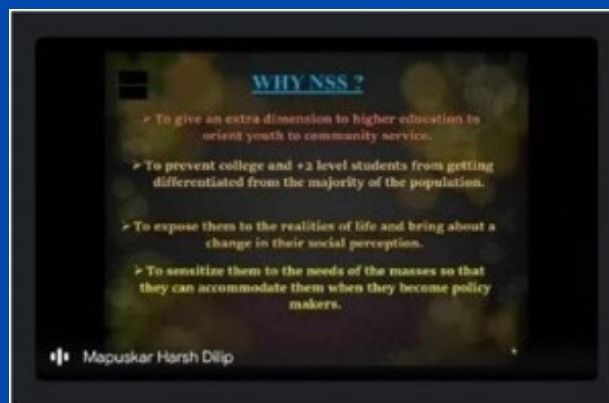 WHY NSS ?
➤ To give an extra dimension to higher education to
orient youth to community service.
➤ To prevent college and +2 level students from getting
differentiated from the majority of the population.
➤ To expose them to the realities of life and bring about a
change in their social perception.
➤ To sensitize them to the needs of the masses so that
they can accommodate them when they become policy
makers.
Mapuskar Harsh Dilip